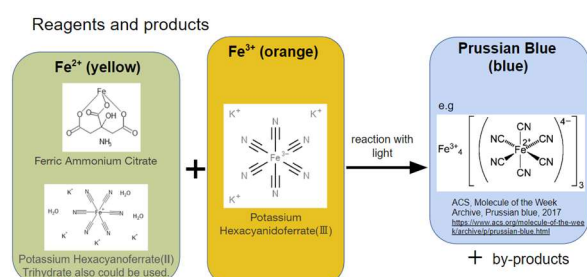 Reagents and products
Fe²⁺ (yellow)
Fe
O
O
O
OH
O
O
O
NH₃
Ferric Ammonium Citrate
K⁺
N
N
K⁺
H₂O
H₂O
N
N
H₂O
N
N
K⁺
K⁺
Potassium Hexacyanoferrate(II)
Trihydrate also could be used.
+
Fe³⁺ (orange)
K⁺
K⁺
N
N
N
Fe³⁻
N
N
N
K⁺
Potassium
Hexacyanidoferrate(Ⅲ)
reaction with
light
Prussian Blue
(blue)
e.g
Fe³⁺₄
CN
4−
NC
CN
Fe
2+
NC
CN
CN
3
ACS, Molecule of the Week
Archive, Prussian blue, 2017
https://www.acs.org/molecule-of-the-wee
k/archive/p/prussian-blue.html
+ by-products